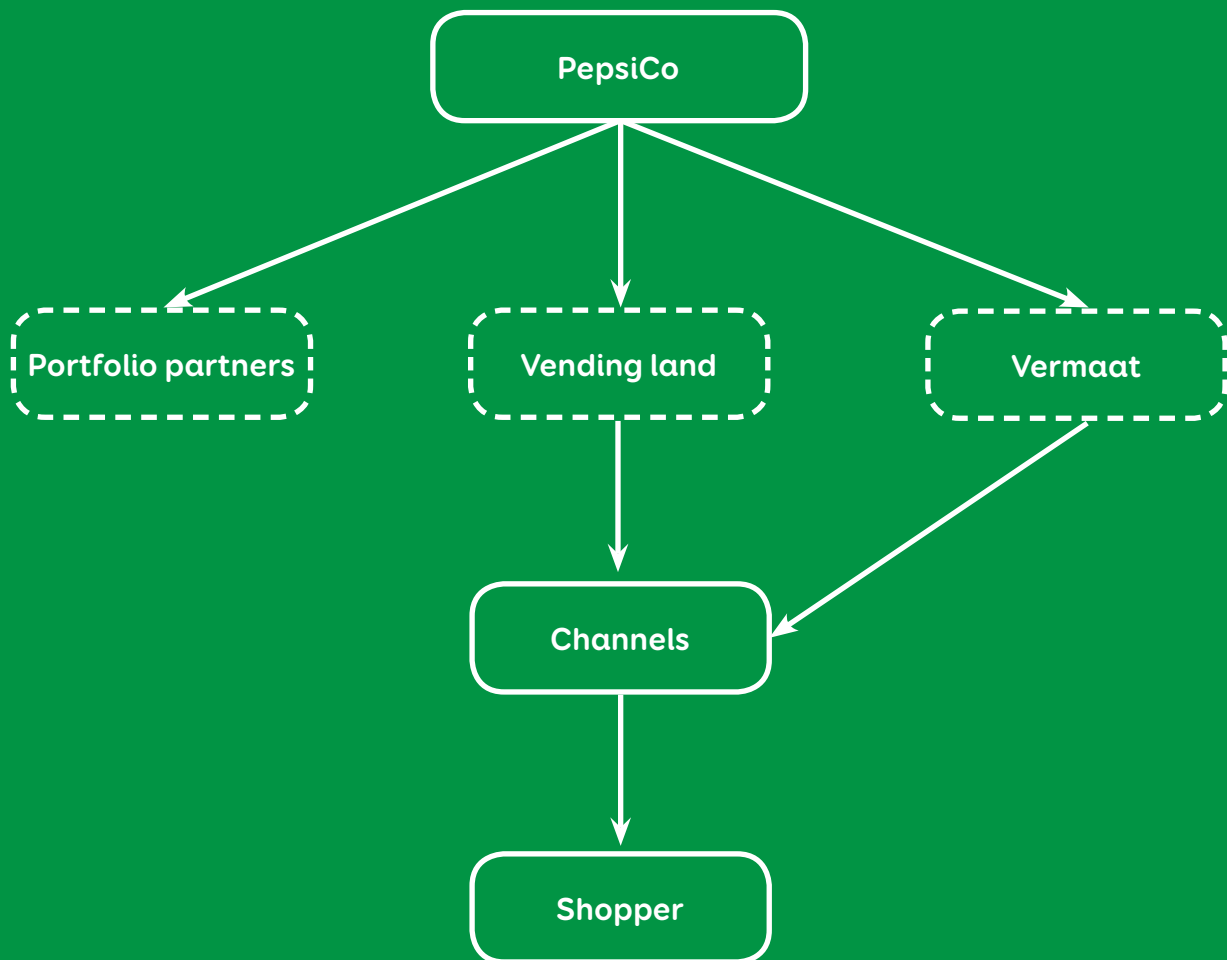 PepsiCo
Portfolio partners
Vending land
Vermaat
Channels
Shopper